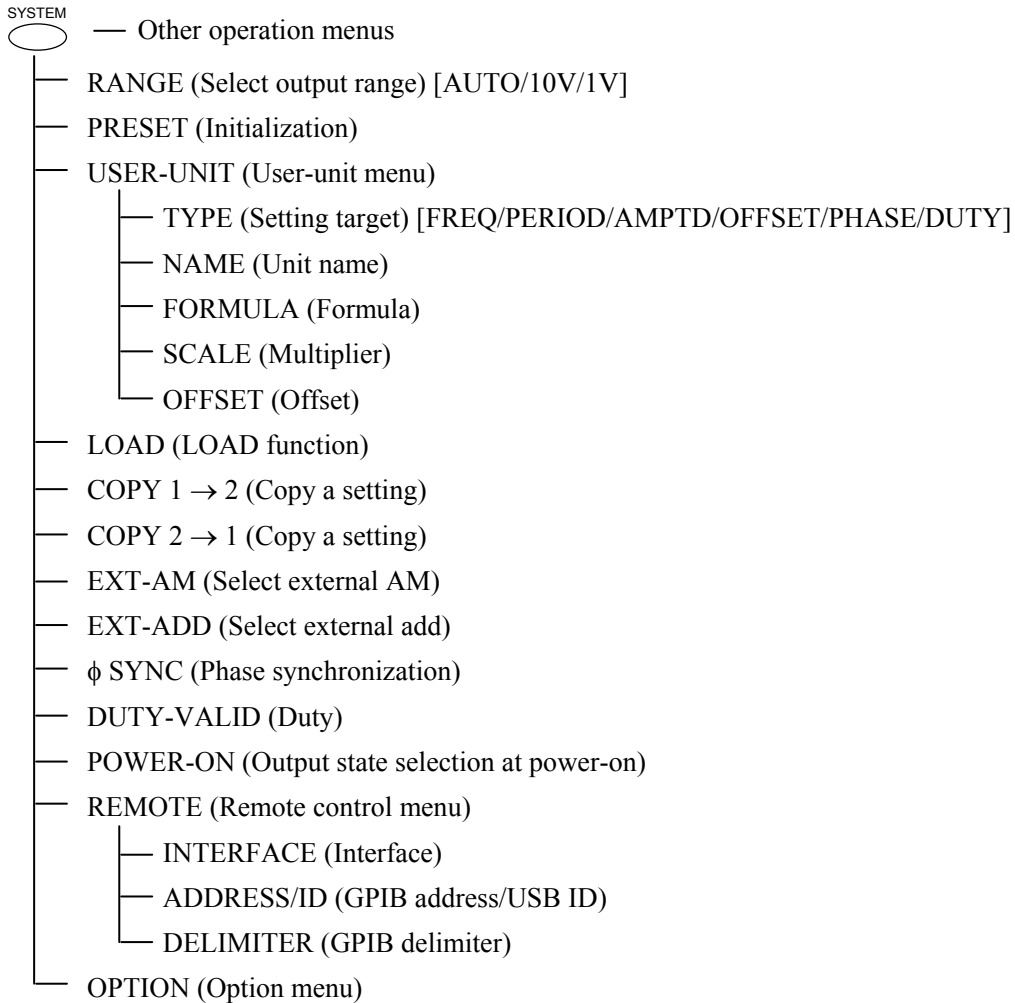 SYSTEM
— Other operation menus
RANGE (Select output range) [AUTO/10V/1V]
PRESET (Initialization)
USER-UNIT (User-unit menu)
TYPE (Setting target) [FREQ/PERIOD/AMPTD/OFFSET/PHASE/DUTY]
NAME (Unit name)
FORMULA (Formula)
SCALE (Multiplier)
OFFSET (Offset)
LOAD (LOAD function)
COPY 1 → 2 (Copy a setting)
COPY 2 → 1 (Copy a setting)
EXT-AM (Select external AM)
EXT-ADD (Select external add)
ϕ SYNC (Phase synchronization)
DUTY-VALID (Duty)
POWER-ON (Output state selection at power-on)
REMOTE (Remote control menu)
INTERFACE (Interface)
ADDRESS/ID (GPIB address/USB ID)
DELIMITER (GPIB delimiter)
OPTION (Option menu)